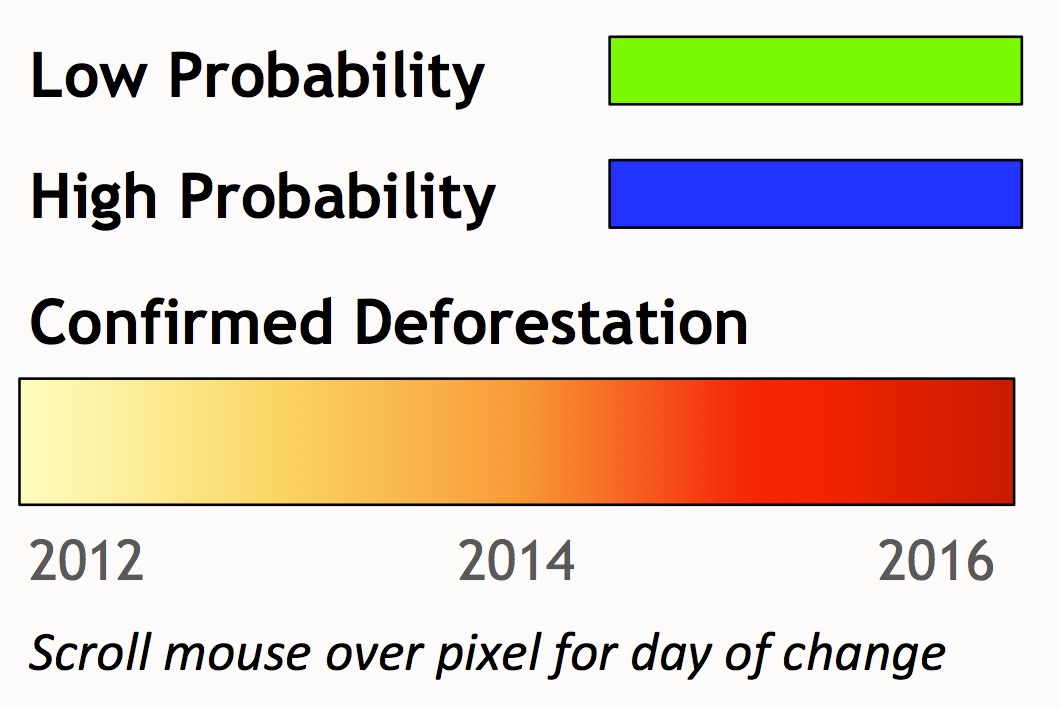 Low Probability
High Probability
Confirmed Deforestation
2012 2014 2016
Scroll mouse over pixel for day of change